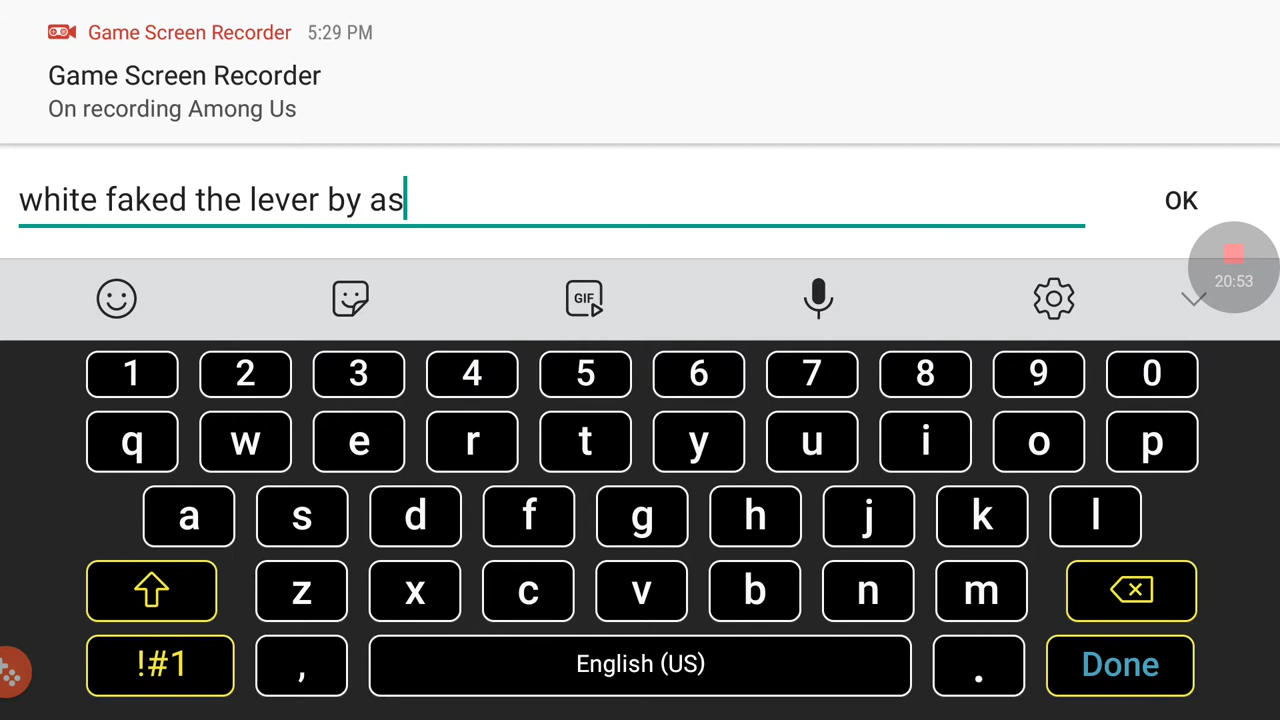 Game Screen Recorder 5:29 PM
Game Screen Recorder
On recording Among Us
white faked the lever by as
OK
20:53
GIF
1 2 3 4 5 6 7 8 9 0
q w e r t y u i o p
a s d f g h j k l
z x c v b n m
!#1 , English (US) . Done